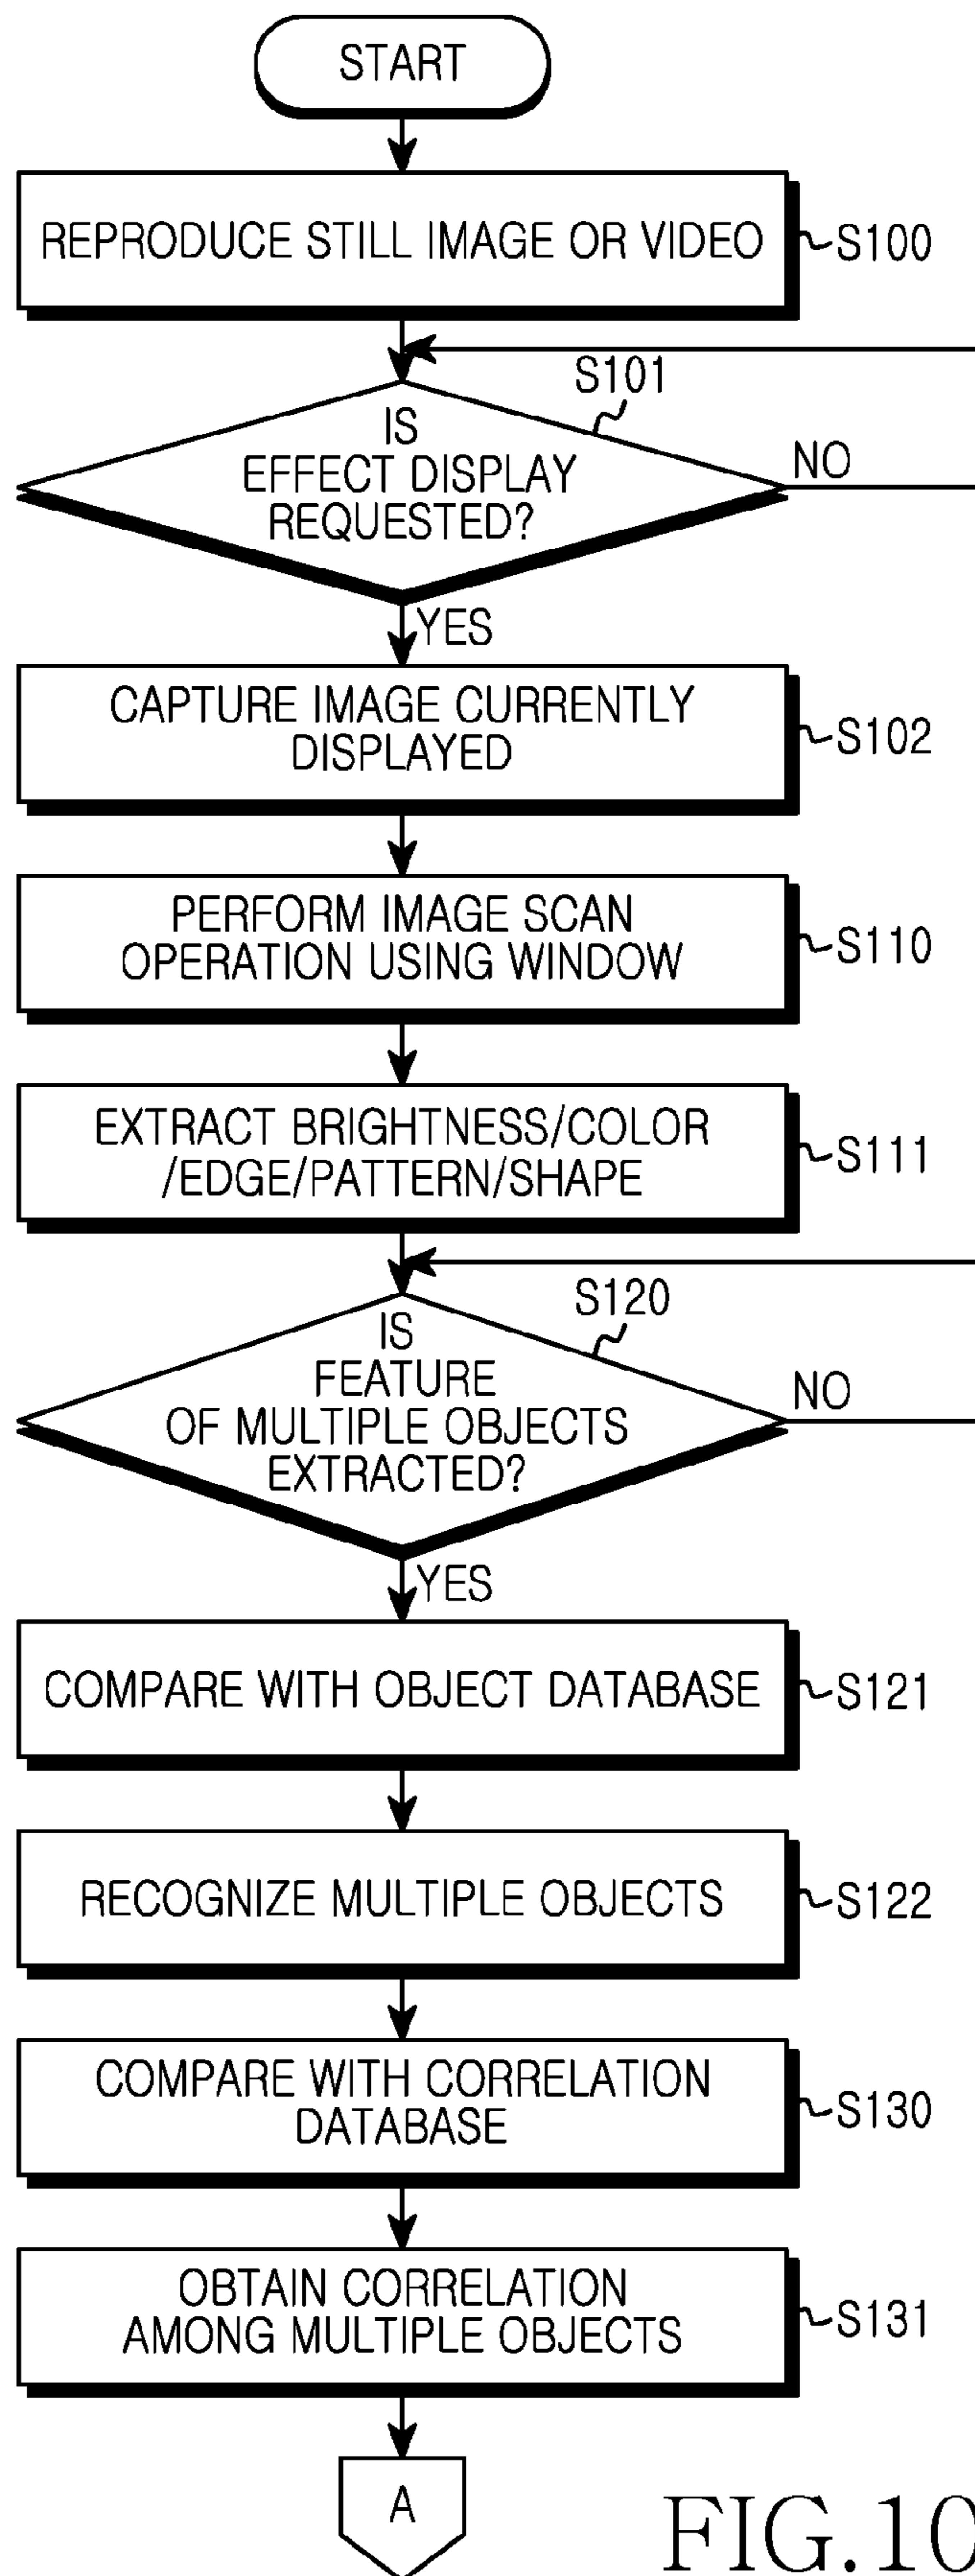 START
REPRODUCE STILL IMAGE OR VIDEO
S100
S101
IS
EFFECT DISPLAY
REQUESTED?
NO
YES
CAPTURE IMAGE CURRENTLY
DISPLAYED
S102
PERFORM IMAGE SCAN
OPERATION USING WINDOW
S110
EXTRACT BRIGHTNESS/COLOR
/EDGE/PATTERN/SHAPE
S111
S120
IS
FEATURE
OF MULTIPLE OBJECTS
EXTRACTED?
NO
YES
COMPARE WITH OBJECT DATABASE
S121
RECOGNIZE MULTIPLE OBJECTS
S122
COMPARE WITH CORRELATION
DATABASE
S130
OBTAIN CORRELATION
AMONG MULTIPLE OBJECTS
S131
A
FIG.10